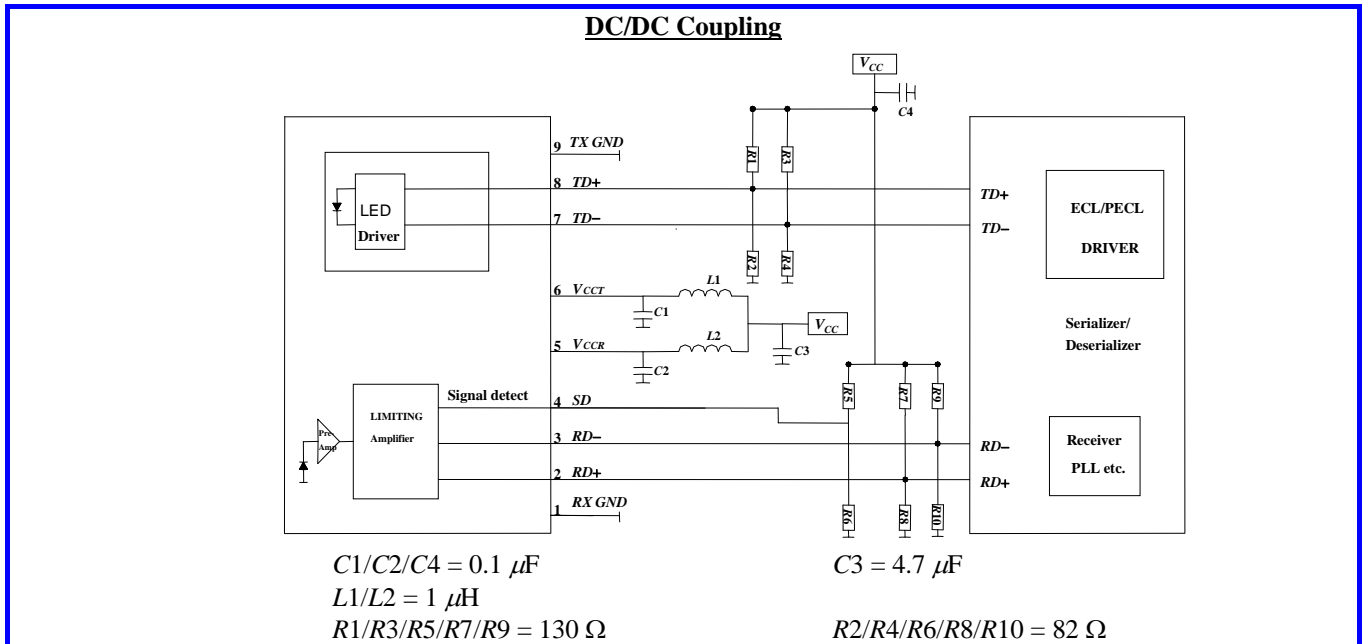 DC/DC Coupling
VCC
C4
9 TX GND
R1
R3
8 TD+
TD+
LED
Driver
7 TD−
TD−
ECL/PECL
DRIVER
R2
R4
6 VCCT
L1
C1
VCC
Serializer/
Deserializer
5 VCCR
L2
C2
C3
Signal detect
4 SD
R5
R7
R9
LIMITING
Amplifier
Pre-
Amp
3 RD−
RD−
Receiver
PLL etc.
2 RD+
RD+
1 RX GND
R6
R8
R10
C1/C2/C4 = 0.1 μF
C3 = 4.7 μF
L1/L2 = 1 μH
R1/R3/R5/R7/R9 = 130 Ω
R2/R4/R6/R8/R10 = 82 Ω